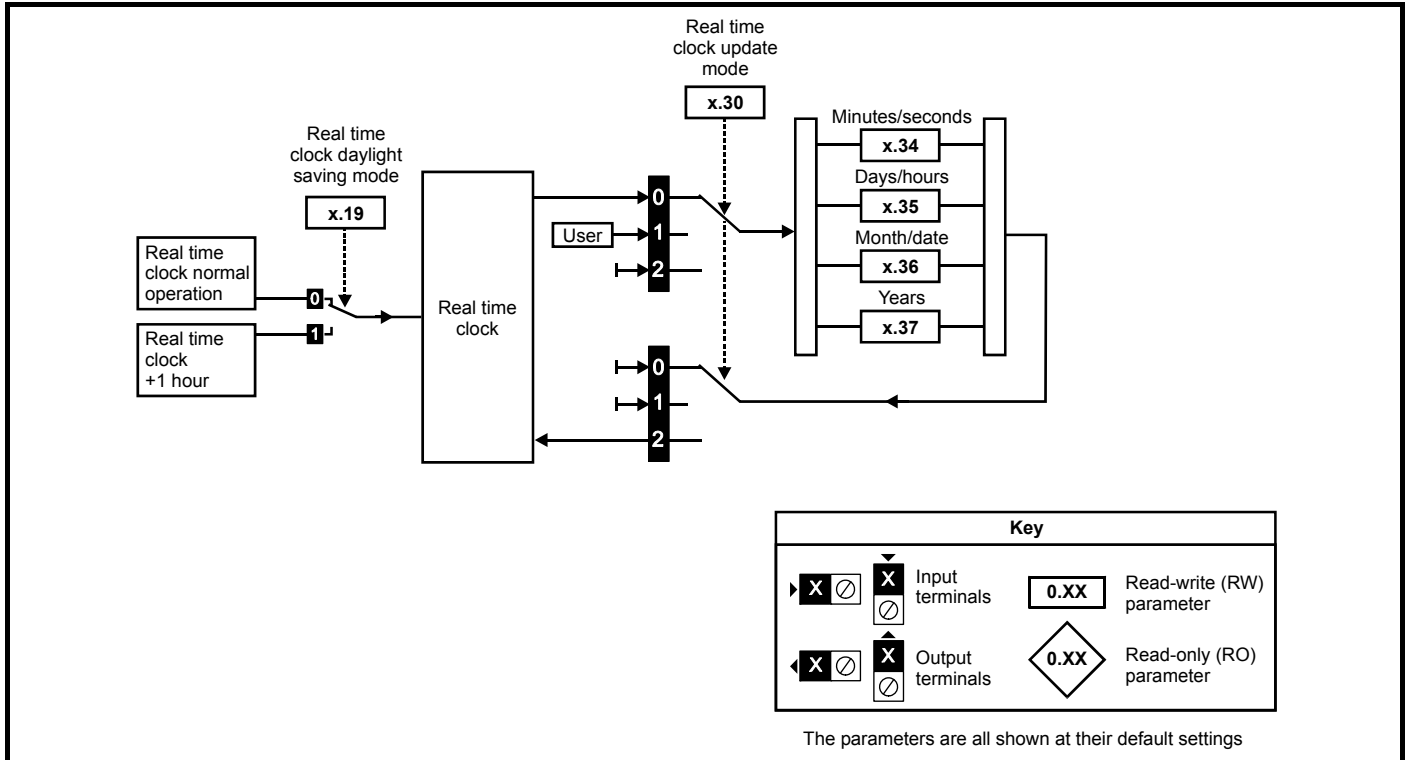 Real time
clock update
mode
x.30
Real time
clock daylight
saving mode
x.19
Real time
clock normal
operation
0
1
Real time
clock
+1 hour
Real time
clock
0
User
1
2
0
1
2
Minutes/seconds
x.34
Days/hours
x.35
Month/date
x.36
Years
x.37
Key
X
X
Input
terminals
0.XX
Read-write (RW)
parameter
X
X
Output
terminals
0.XX
Read-only (RO)
parameter
The parameters are all shown at their default settings